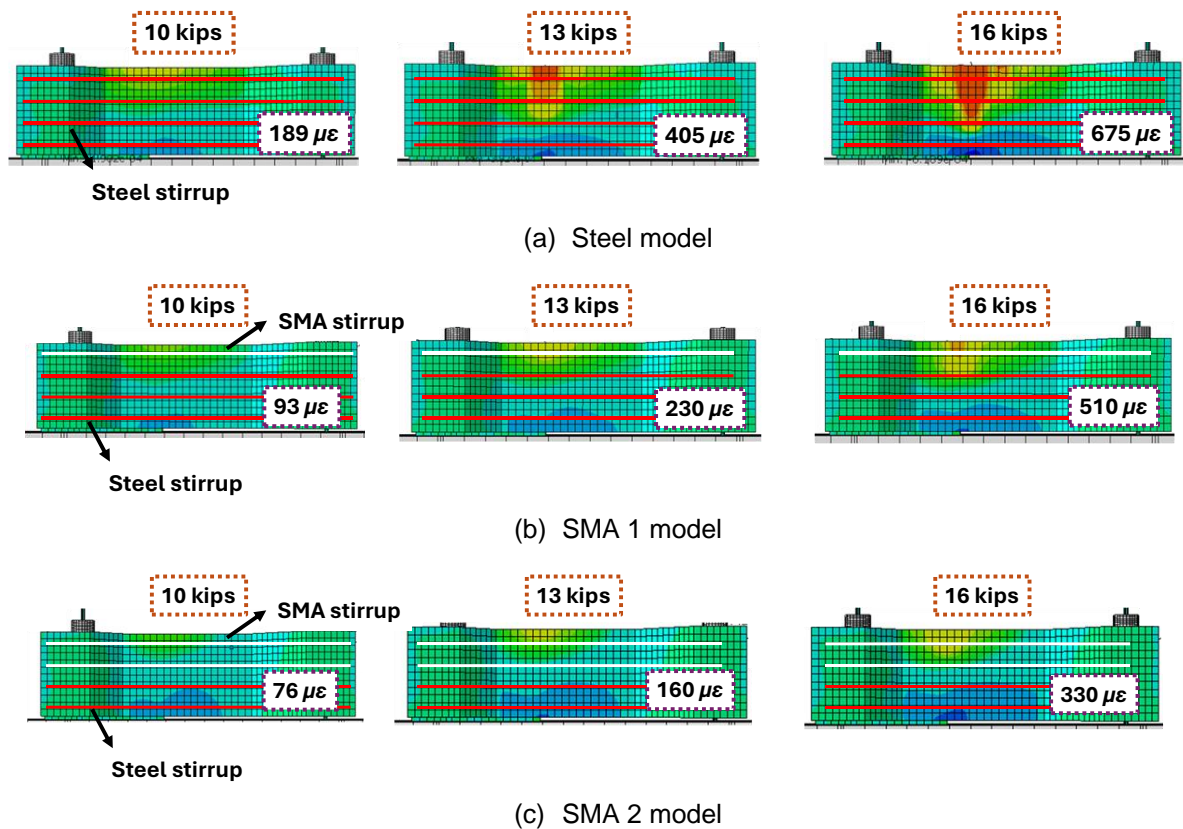 10 kips
13 kips
16 kips
189 με
405 με
675 με
Steel stirrup
(a) Steel model
10 kips
13 kips
16 kips
SMA stirrup
93 με
230 με
510 με
Steel stirrup
(b) SMA 1 model
10 kips
SMA stirrup
13 kips
16 kips
76 με
160 με
330 με
Steel stirrup
(c) SMA 2 model